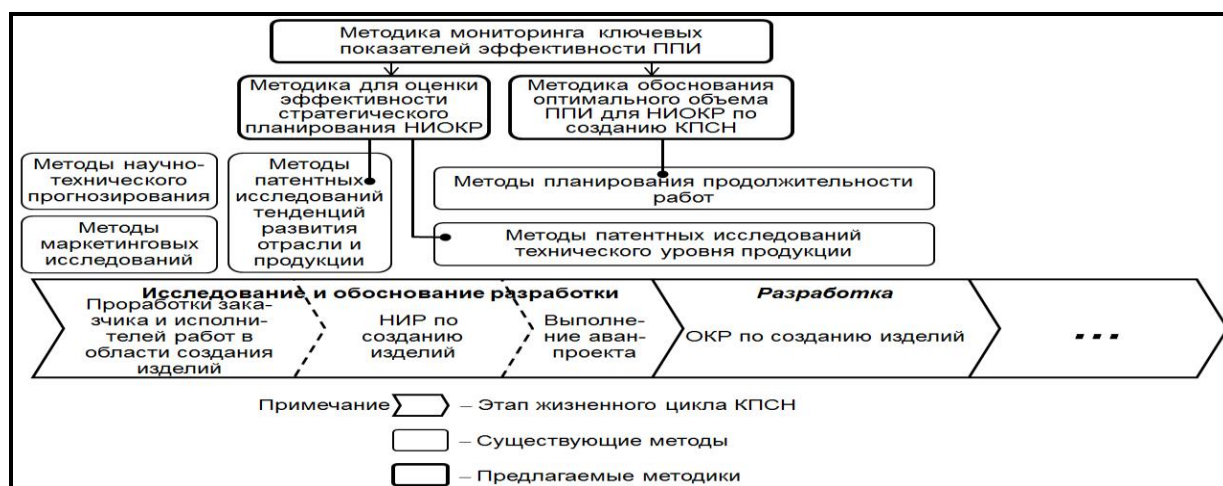 Методика мониторинга ключевых
показателей эффективности ППИ
Методика для оценки
эффективности
стратегического
планирования НИОКР
Методика обоснования
оптимального объема
ППИ для НИОКР по
созданию КПСН
Методы научно-
технического
прогнозирования
Методы
маркетинговых
исследований
Методы
патентных
исследований
тенденций
развития
отрасли и
продукции
Методы планирования продолжительности
работ
Методы патентных исследований
технического уровня продукции
Исследование и обоснование разработки
Проработки зака-
зчика и исполни-
телей работ в
области создания
изделий
НИР по
созданию
изделий
Выполне-
ние аван-
проекта
Разработка
ОКР по созданию изделий
...
Примечание
– Этап жизненного цикла КПСН
– Существующие методы
– Предлагаемые методики